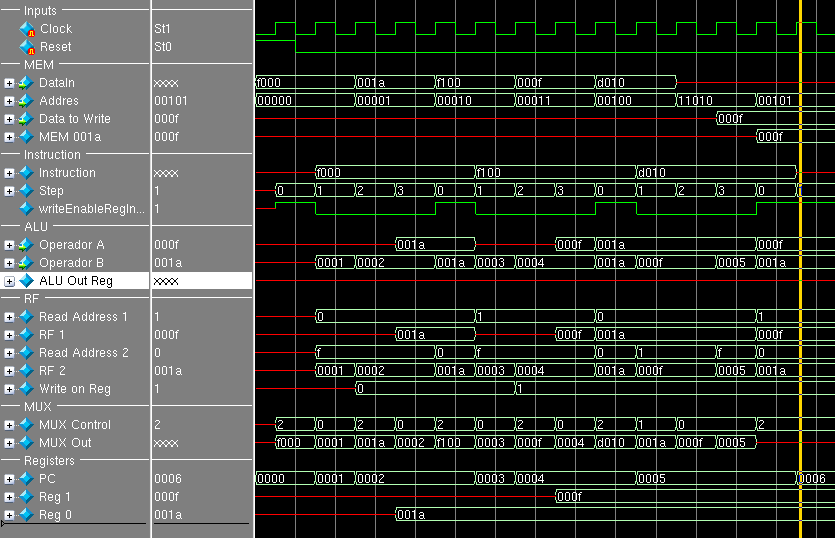 Inputs
Clock St1
Reset St0
MEM
DataIn xxxx f000 001a f100 000f d010
Addres 00101 00000 00001 00010 00011 00100 11010 00101
Data to Write 000f 000f
MEM 001a 000f 000f
Instruction
Instruction xxxx f000 f100 d010
Step 1 0 1 2 3 0 1 2 3 0 1 2 3 0
writeEnableRegIn... 1
ALU
Operador A 000f 001a 000f 001a 000f
Operador B 001a 0001 0002 001a 0003 0004 001a 000f 0005 001a
ALU Out Reg xxxx
RF
Read Address 1 1 0 1 0 1
RF 1 000f 001a 000f 001a 000f
Read Address 2 0 f 0 f 0 1 f 0
RF 2 001a 0001 0002 001a 0003 0004 001a 000f 0005 001a
Write on Reg 1 0 1
MUX
MUX Control 2 2 0 2 0 2 0 2 0 2 1 0 2
MUX Out xxxx f000 0001 001a 0002 f100 0003 000f 0004 d010 001a 000f 0005
Registers
PC 0006 0000 0001 0002 0003 0004 0005 0006
Reg 1 000f 000f
Reg 0 001a 001a